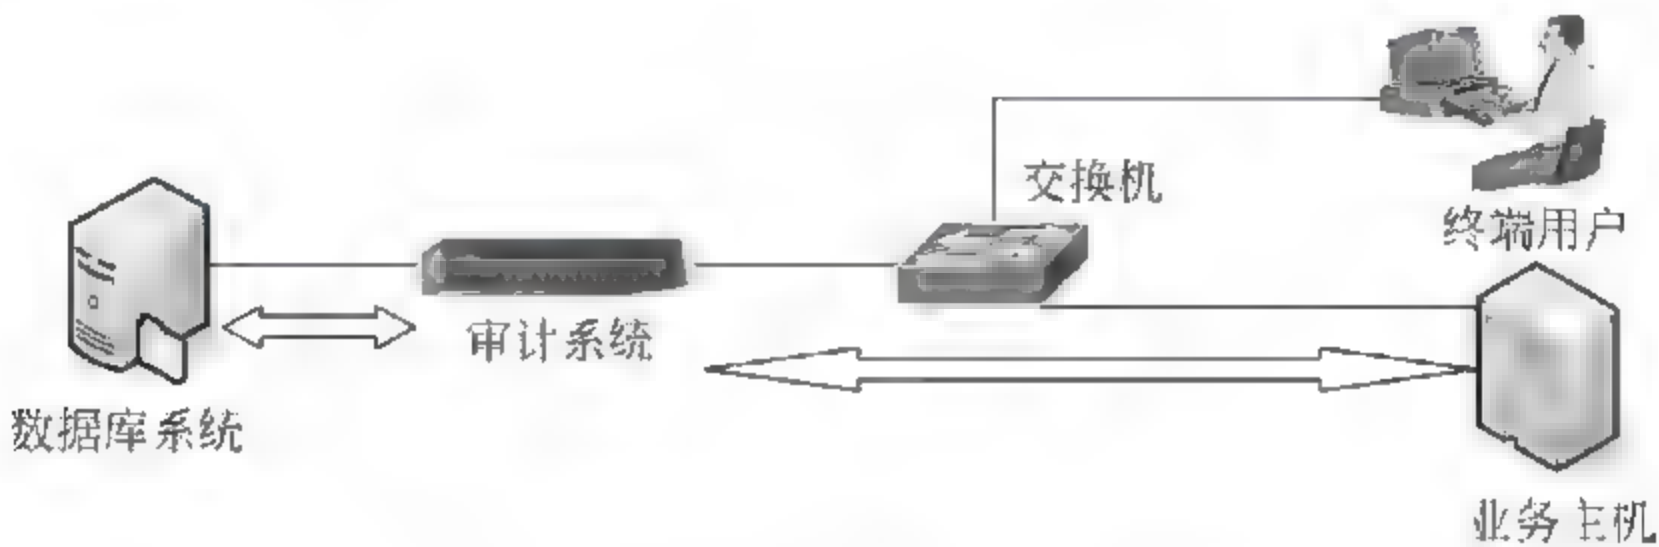 交换机
终端用户
审计系统
数据库系统
业务主机